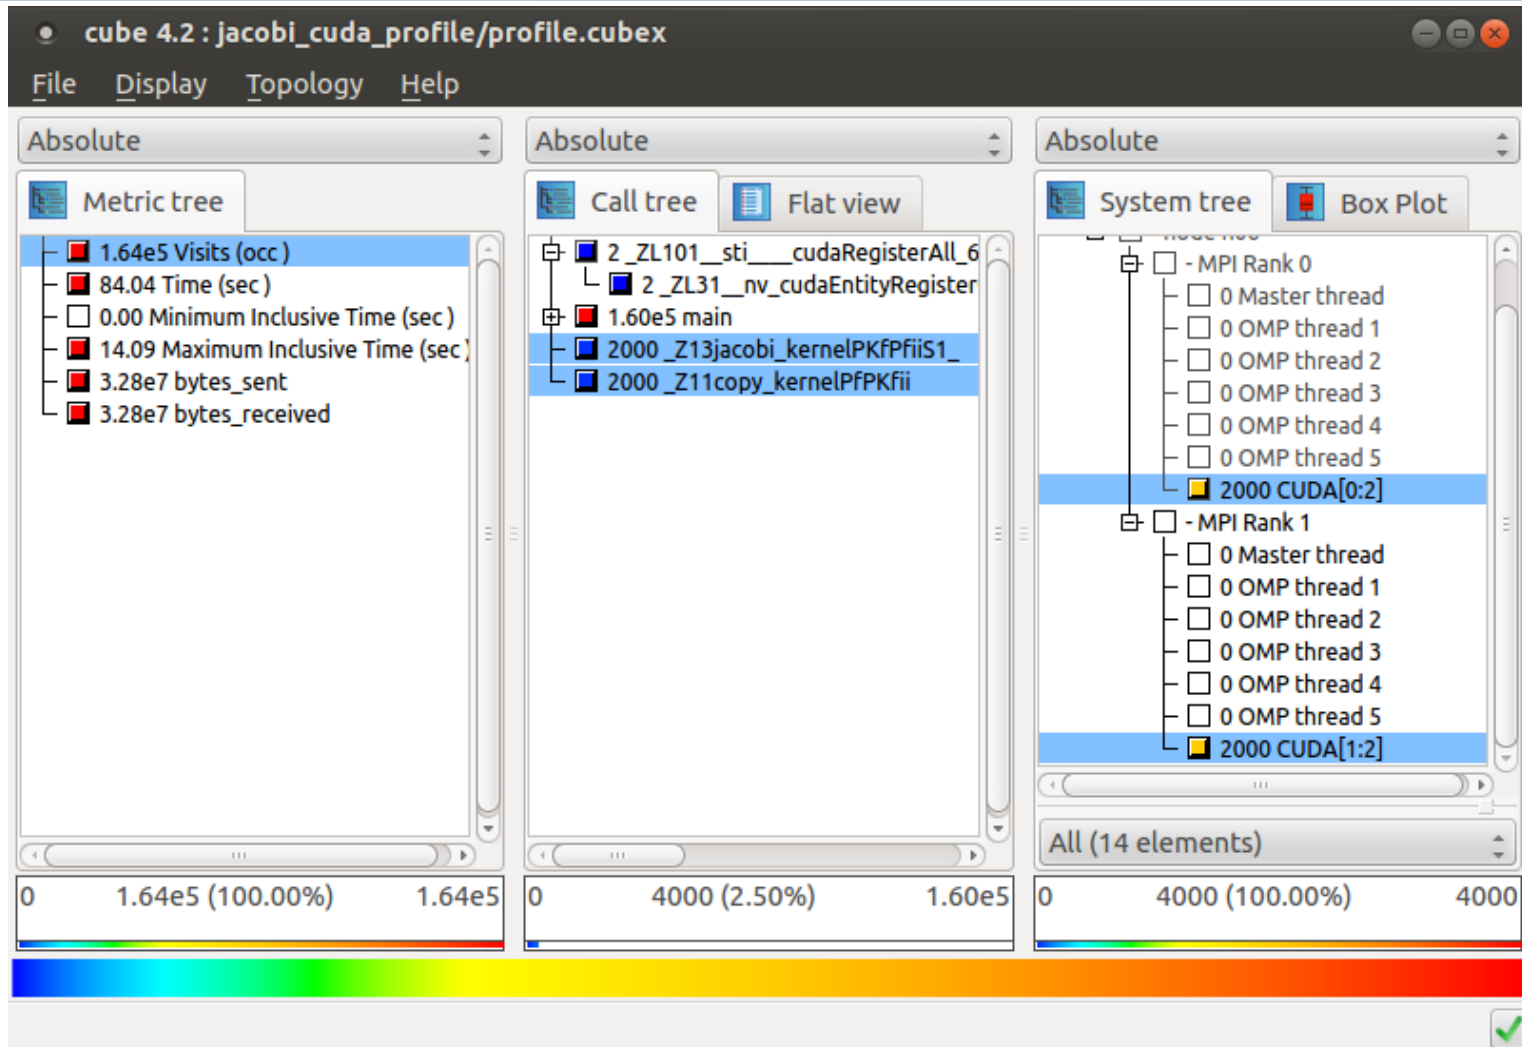 cube 4.2 : jacobi_cuda_profile/profile.cubex
File Display Topology Help
Absolute
Absolute
Absolute
Metric tree
Call tree
Flat view
System tree
Box Plot
1.64e5 Visits (occ)
84.04 Time (sec)
0.00 Minimum Inclusive Time (sec)
14.09 Maximum Inclusive Time (sec)
3.28e7 bytes_sent
3.28e7 bytes_received
2 _ZL101__sti____cudaRegisterAll_6
2 _ZL31__nv_cudaEntityRegister
1.60e5 main
2000 _Z13jacobi_kernelPKfPfiiS1_
2000 _Z11copy_kernelPfPKfii
- MPI Rank 0
0 Master thread
0 OMP thread 1
0 OMP thread 2
0 OMP thread 3
0 OMP thread 4
0 OMP thread 5
2000 CUDA[0:2]
- MPI Rank 1
0 Master thread
0 OMP thread 1
0 OMP thread 2
0 OMP thread 3
0 OMP thread 4
0 OMP thread 5
2000 CUDA[1:2]
All (14 elements)
0 1.64e5 (100.00%) 1.64e5
0 4000 (2.50%) 1.60e5
0 4000 (100.00%) 4000